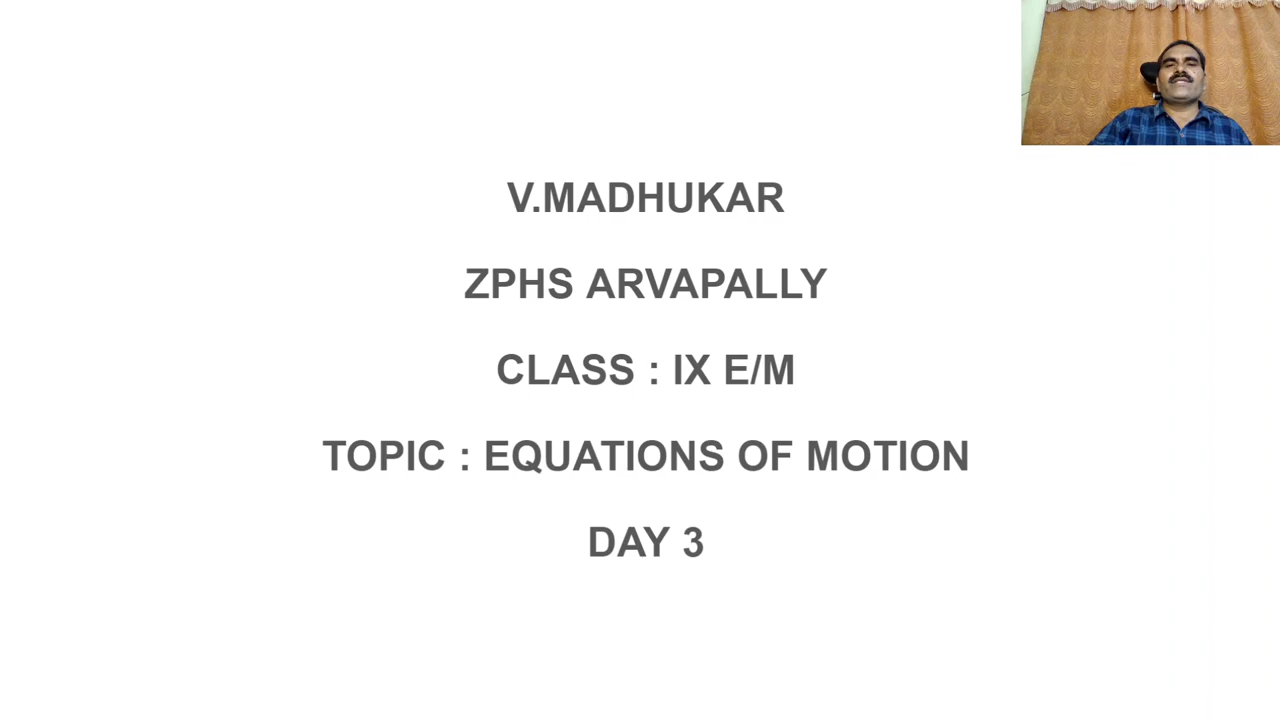 V.MADHUKAR
ZPHS ARVAPALLY
CLASS : IX E/M
TOPIC : EQUATIONS OF MOTION
DAY 3